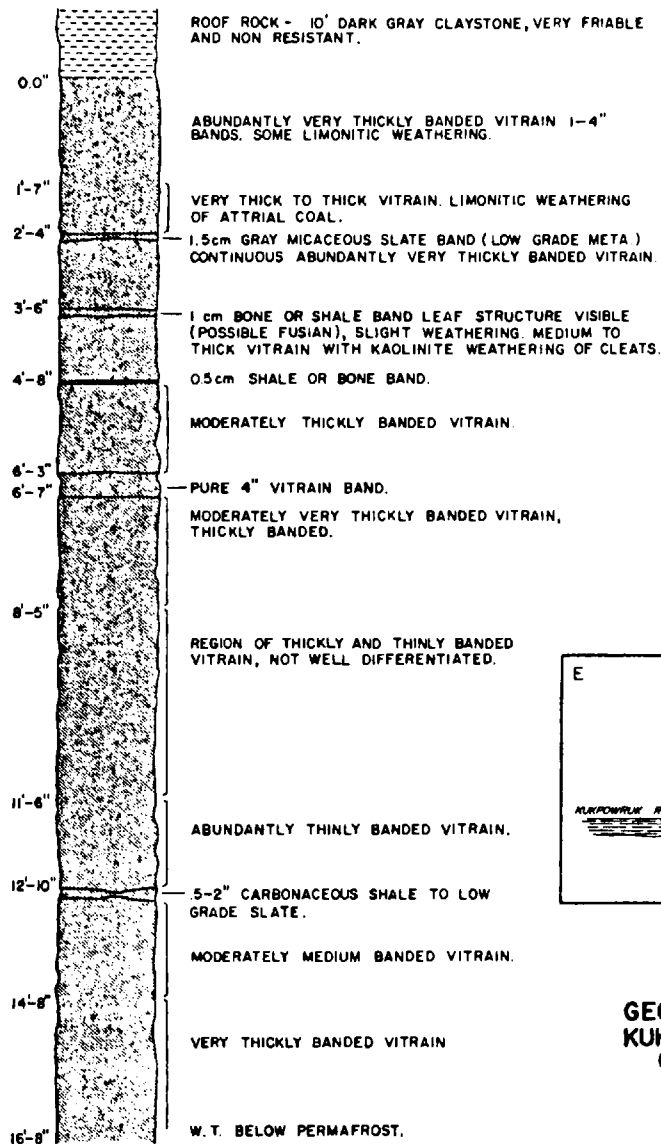 ROOF ROCK - 10' DARK GRAY CLAYSTONE, VERY FRIABLE
AND NON RESISTANT.
0.0"
ABUNDANTLY VERY THICKLY BANDED VITRAIN 1-4"
BANDS. SOME LIMONITIC WEATHERING.
1'-7"
VERY THICK TO THICK VITRAIN. LIMONITIC WEATHERING
OF ATTRIAL COAL.
2'-4"
1.5cm GRAY MICACEOUS SLATE BAND (LOW GRADE META.)
CONTINUOUS ABUNDANTLY VERY THICKLY BANDED VITRAIN.
3'-6"
1 cm BONE OR SHALE BAND LEAF STRUCTURE VISIBLE
(POSSIBLE FUSIAN), SLIGHT WEATHERING. MEDIUM TO
THICK VITRAIN WITH KAOLINITE WEATHERING OF CLEATS.
4'-8"
0.5cm SHALE OR BONE BAND.
MODERATELY THICKLY BANDED VITRAIN.
6'-3"
6'-7"
PURE 4" VITRAIN BAND.
MODERATELY VERY THICKLY BANDED VITRAIN,
THICKLY BANDED.
8'-5"
REGION OF THICKLY AND THINLY BANDED
VITRAIN, NOT WELL DIFFERENTIATED.
E
KUKPOWRUK R
11'-6"
ABUNDANTLY THINLY BANDED VITRAIN.
12'-10"
.5-2" CARBONACEOUS SHALE TO LOW
GRADE SLATE.
MODERATELY MEDIUM BANDED VITRAIN.
14'-8"
GEO
VERY THICKLY BANDED VITRAIN
16'-8"
W.T. BELOW PERMAFROST.